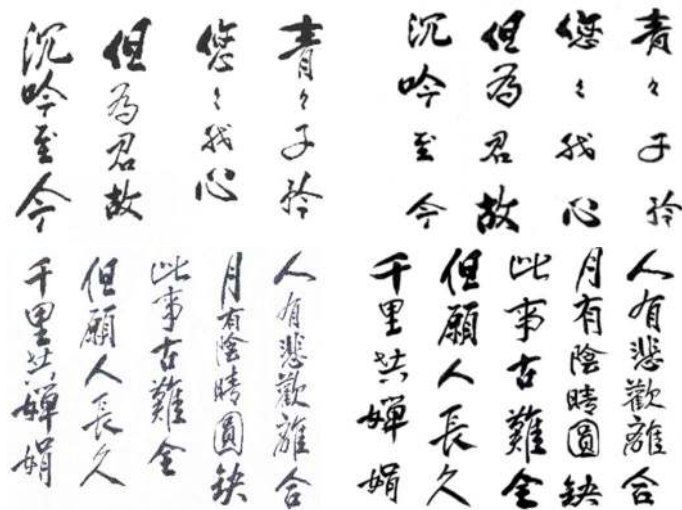 青々子衿
悠々我心
但為君故
沉吟至今
青々子衿
悠々我心
但為君故
沉吟至今
人有悲歡離合
月有陰晴圓缺
此事古難全
但願人長久
千里共嬋娟
人有悲歡離合
月有陰晴圓缺
此事古難全
但願人長久
千里共嬋娟